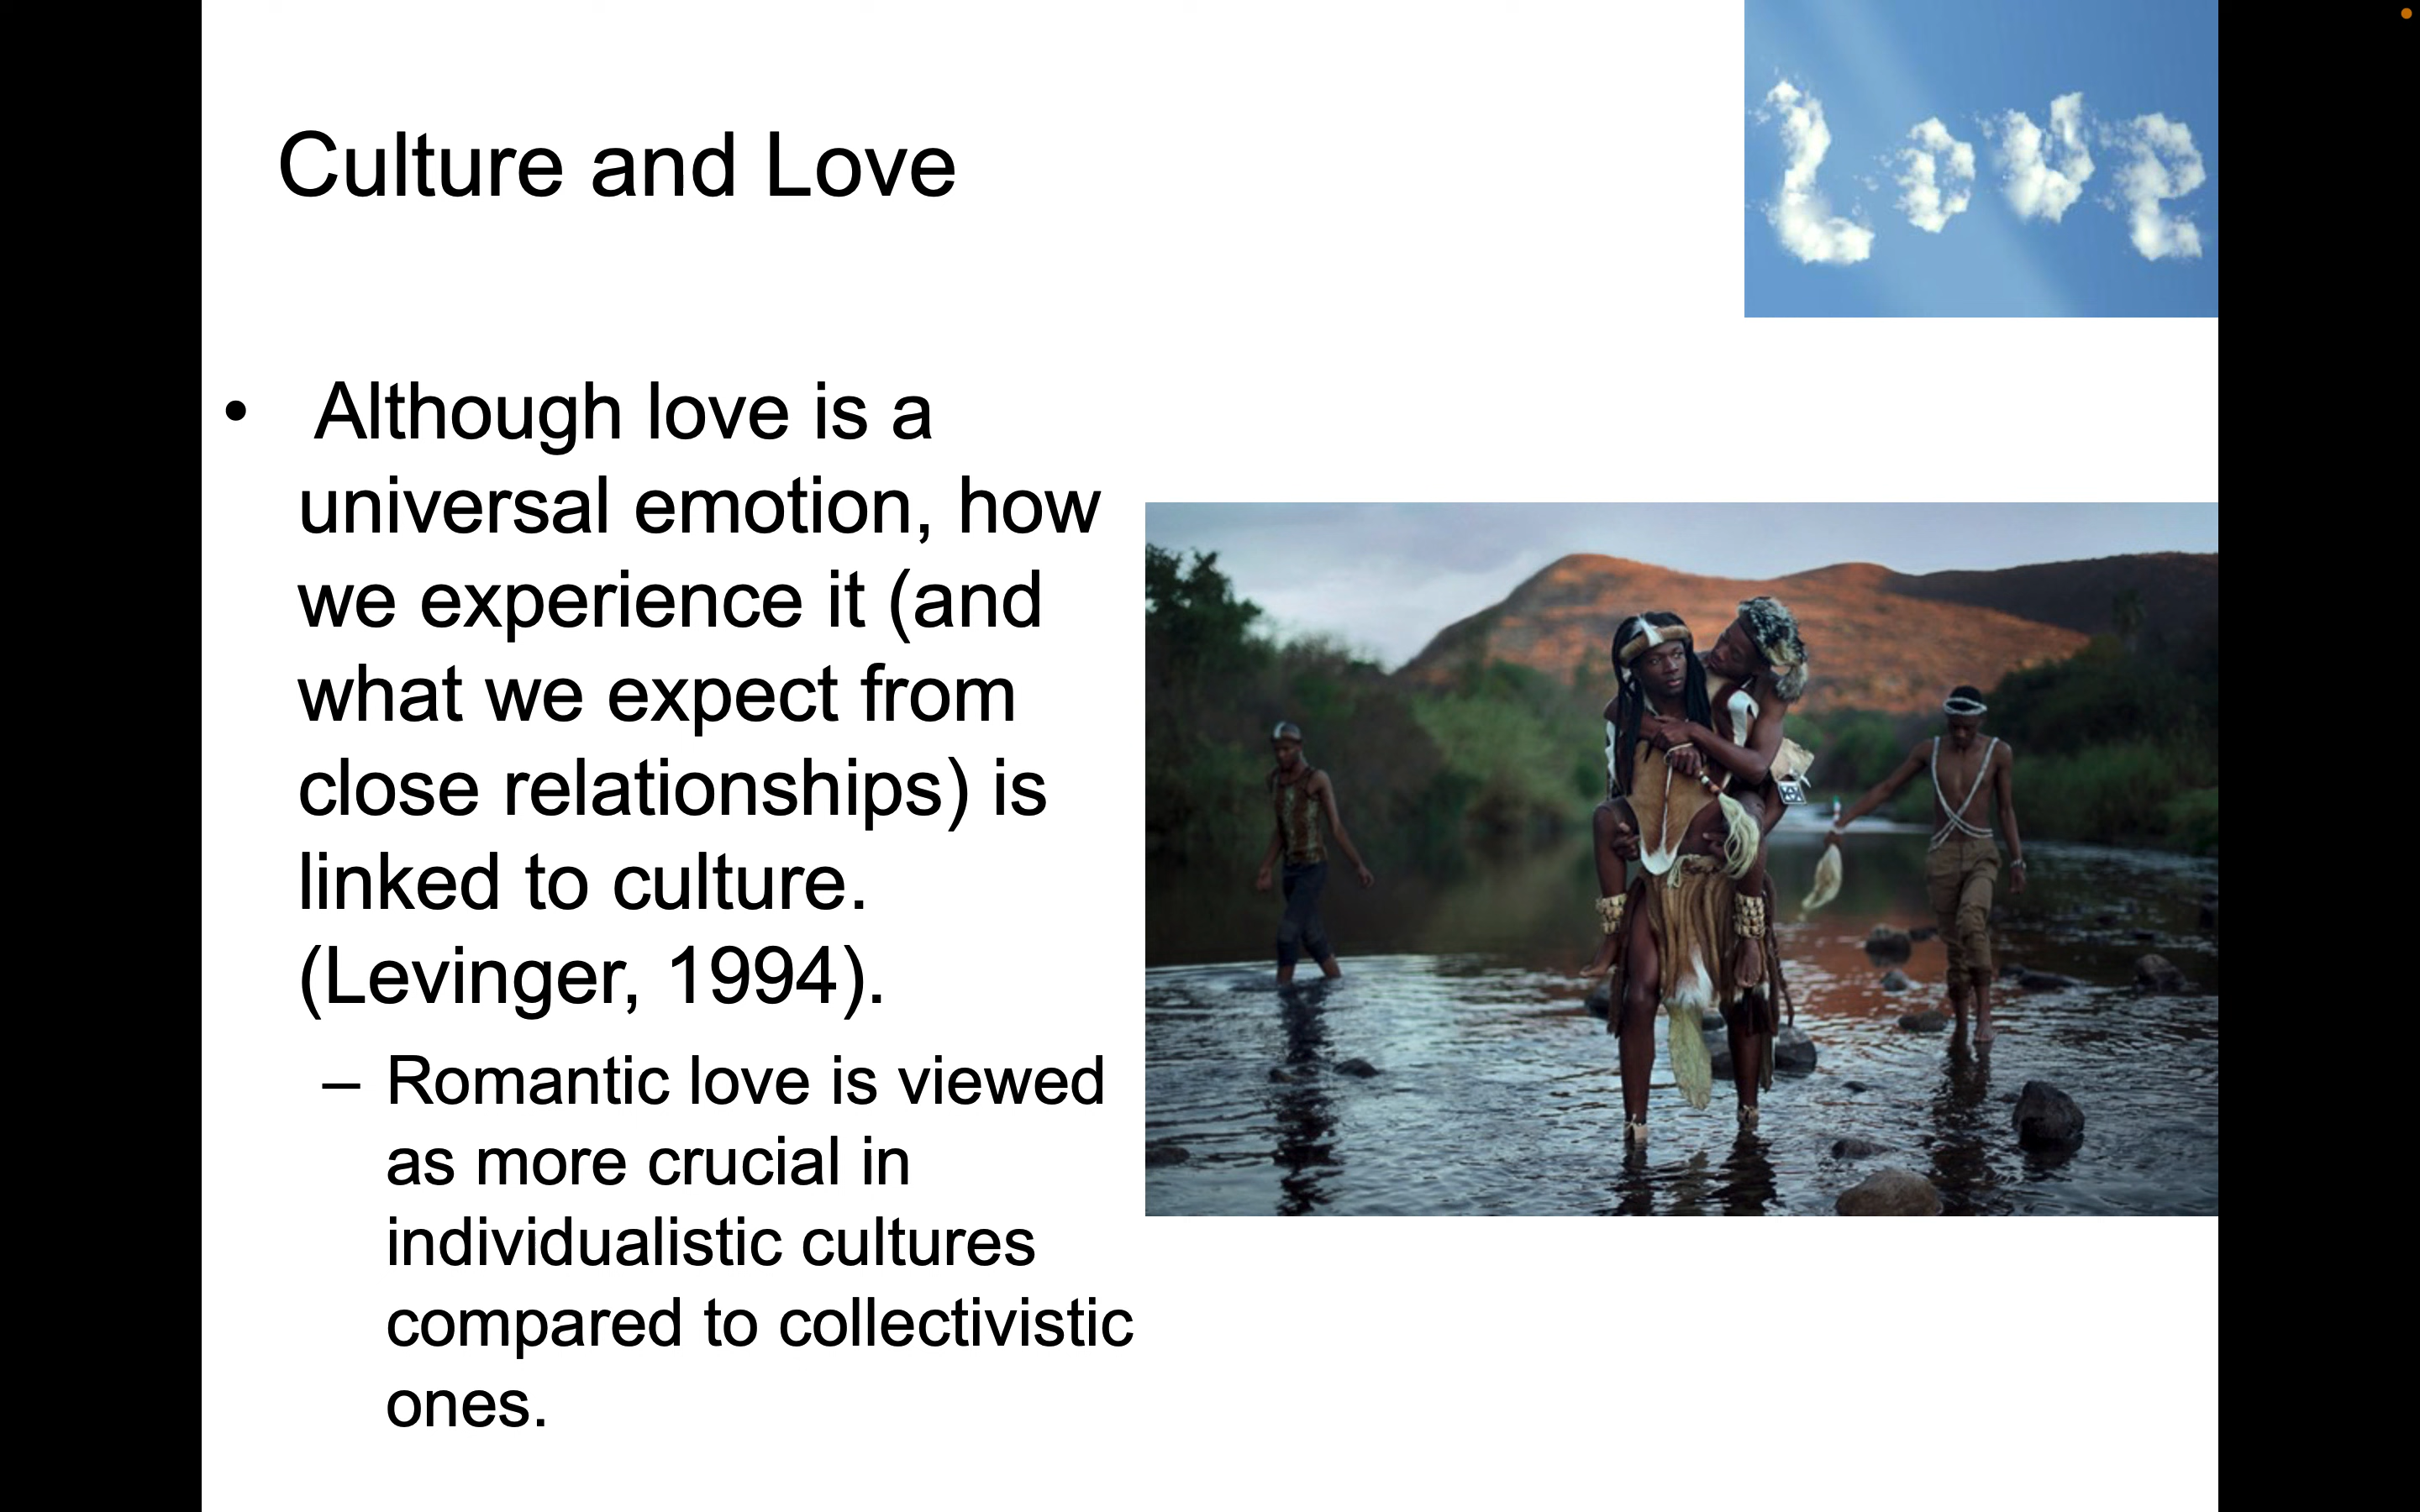 Culture and Love
Love
• Although love is a
universal emotion, how
we experience it (and
what we expect from
close relationships) is
linked to culture.
(Levinger, 1994).
– Romantic love is viewed
as more crucial in
individualistic cultures
compared to collectivistic
ones.